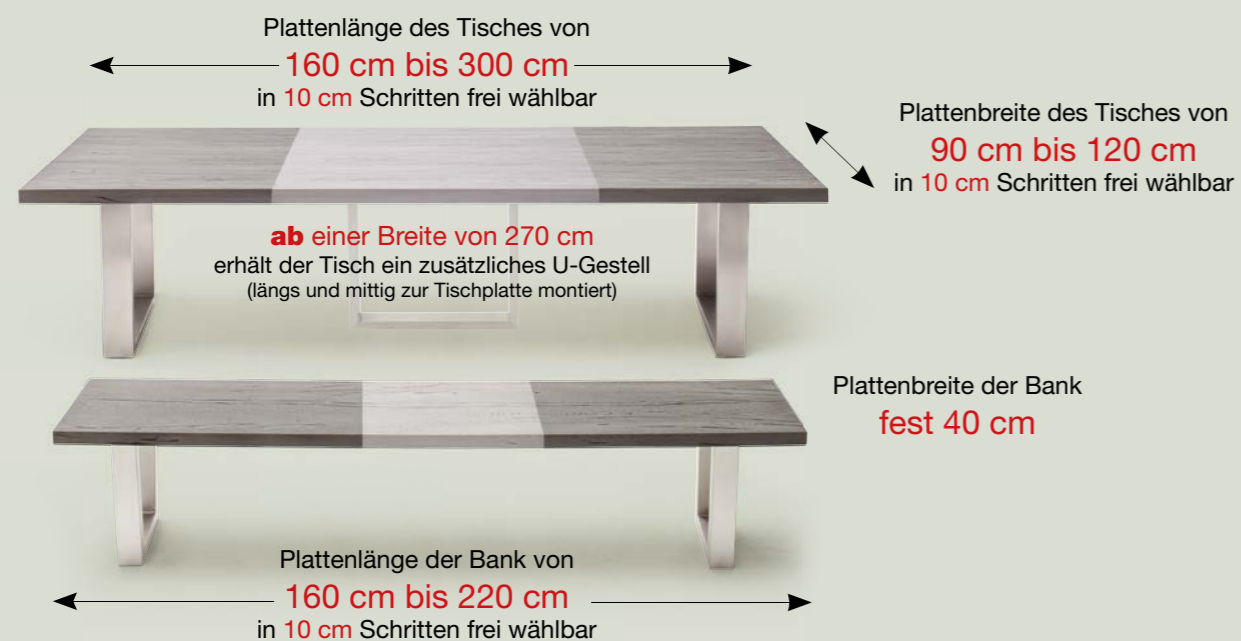 Plattenlänge des Tisches von
160 cm bis 300 cm
in 10 cm Schritten frei wählbar
Plattenbreite des Tisches von
90 cm bis 120 cm
in 10 cm Schritten frei wählbar
ab einer Breite von 270 cm
erhält der Tisch ein zusätzliches U-Gestell
(längs und mittig zur Tischplatte montiert)
Plattenbreite der Bank
fest 40 cm
Plattenlänge der Bank von
160 cm bis 220 cm
in 10 cm Schritten frei wählbar